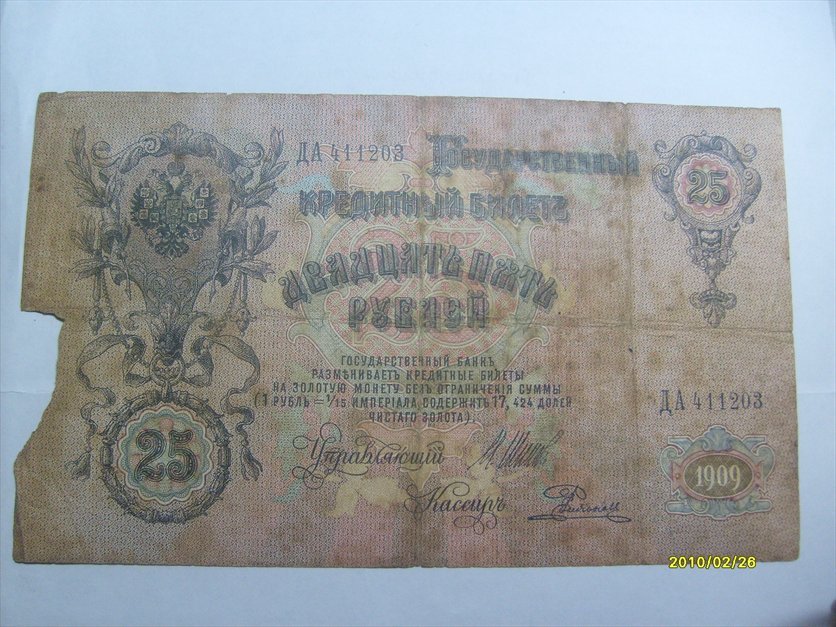 ДА 411203
Государственный
Кредитный Билетъ
25
Двадцать пять
рублей
25
Государственный банкъ
размѣниваетъ кредитные билеты
на золотую монету безъ ограниченія суммы
(1 рубль = 1/15 имперіала, содержитъ 17,424 долей
чистаго золота).
ДА 411203
25
Управляющій
Кассиръ
1909
2010/02/26